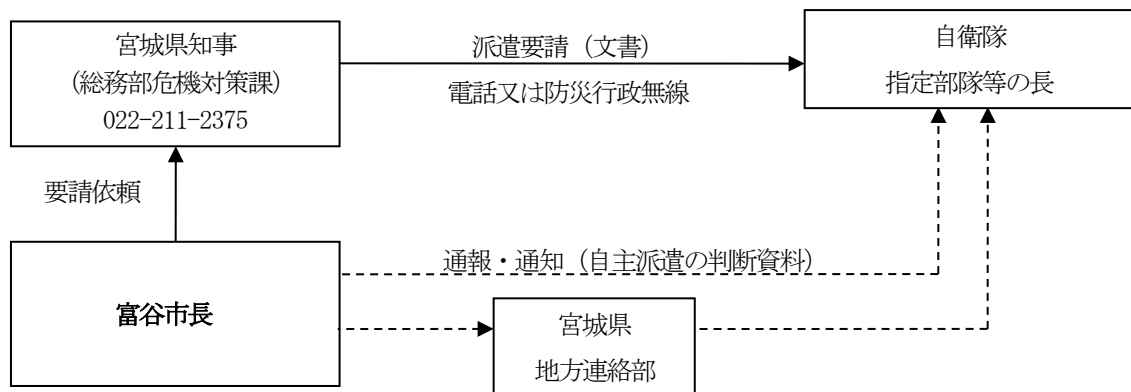 宮城県知事
(総務部危機対策課)
022-211-2375
派遣要請（文書）
電話又は防災行政無線
自衛隊
指定部隊等の長
要請依頼
富谷市長
通報・通知（自主派遣の判断資料）
宮城県
地方連絡部